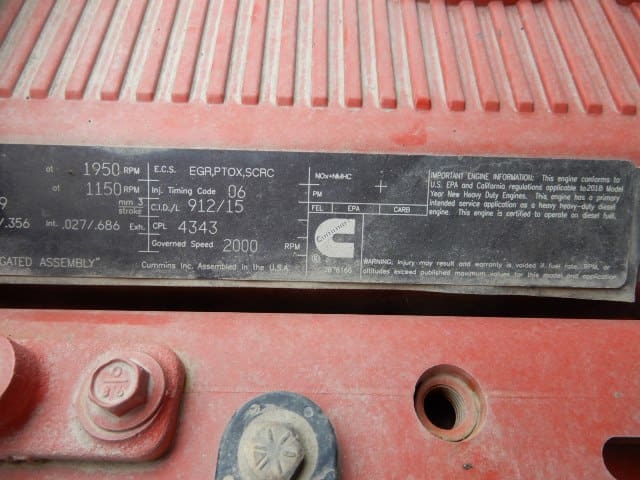 at 1950 RPM
E.C.S. EGR,PTOX,SCRC
NOx+NMHC
at 1150 RPM
Inj. Timing Code 06
PM
9 mm 3 stroke
C.I.D./L 912/15
FEL EPA CARB
/.356 Int. .027/.686 Exh.
CPL 4343
Governed Speed 2000 RPM
GATED ASSEMBLY"
Cummins Inc. Assembled in the U.S.A.
Cummins
IMPORTANT ENGINE INFORMATION: This engine conforms to
U.S. EPA and California regulations applicable to 2018 Model
Year New Heavy Duty Engines. This engine has a primary
intended service application as a heavy heavy-duty diesel
engine. This engine is certified to operate on diesel fuel.
WARNING: Injury may result and warranty is voided if fuel rate, RPM, or
altitudes exceed published maximum values for this model and application